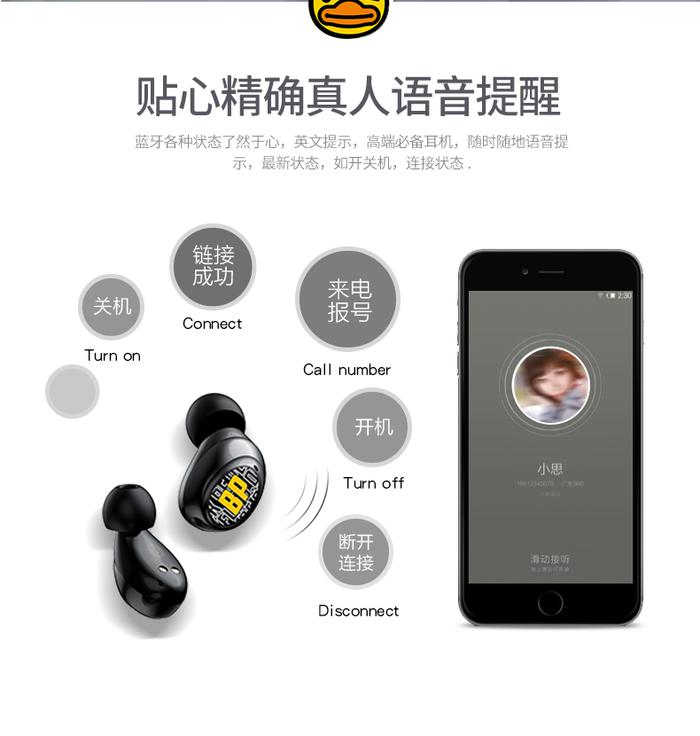 贴心精确真人语音提醒
蓝牙各种状态了然于心，英文提示，高端必备耳机，随时随地语音提
示，最新状态，如开关机，连接状态 .
链接
成功
Connect
关机
Turn on
来电
报号
Call number
开机
Turn off
断开
连接
Disconnect
BP
2:30
小思
滑动接听